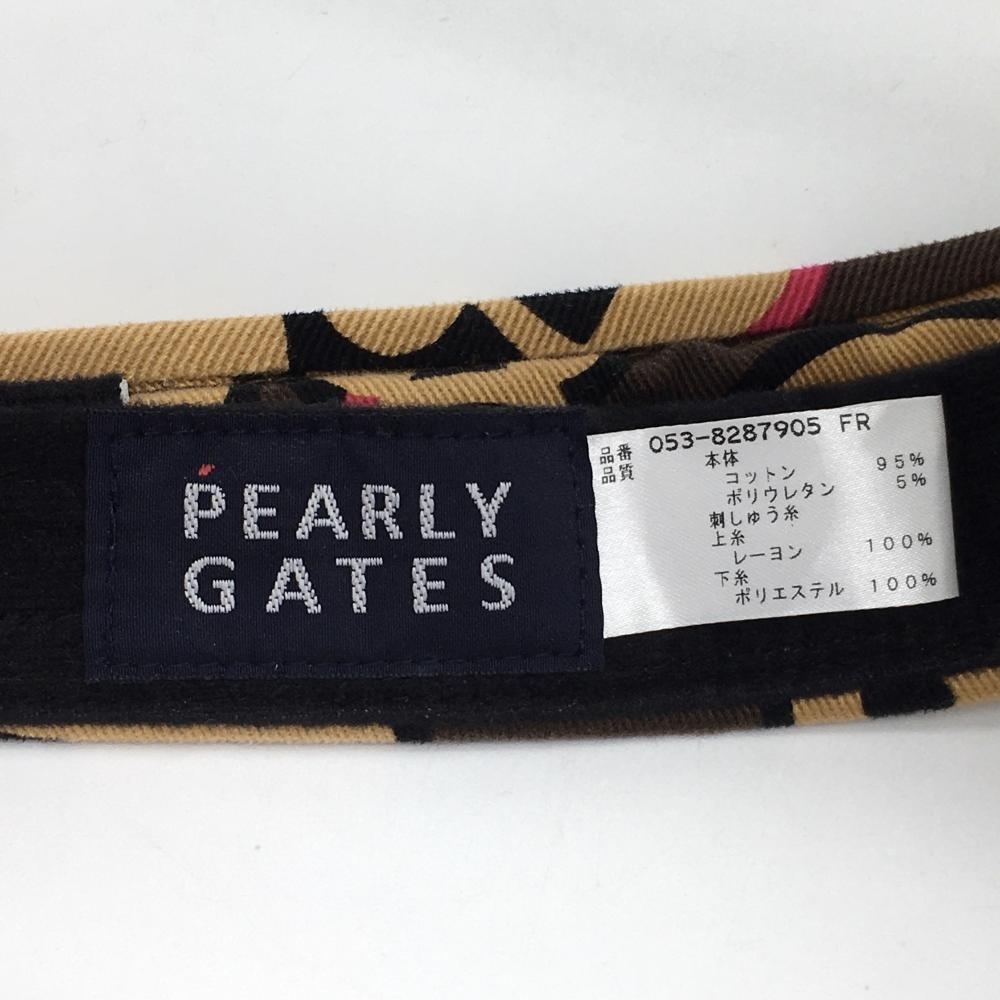 PEARLY
GATES
品番 053-8287905 FR
品質 本体
コットン 95%
ポリウレタン 5%
刺しゅう糸
上糸
レーヨン 100%
下糸
ポリエステル 100%